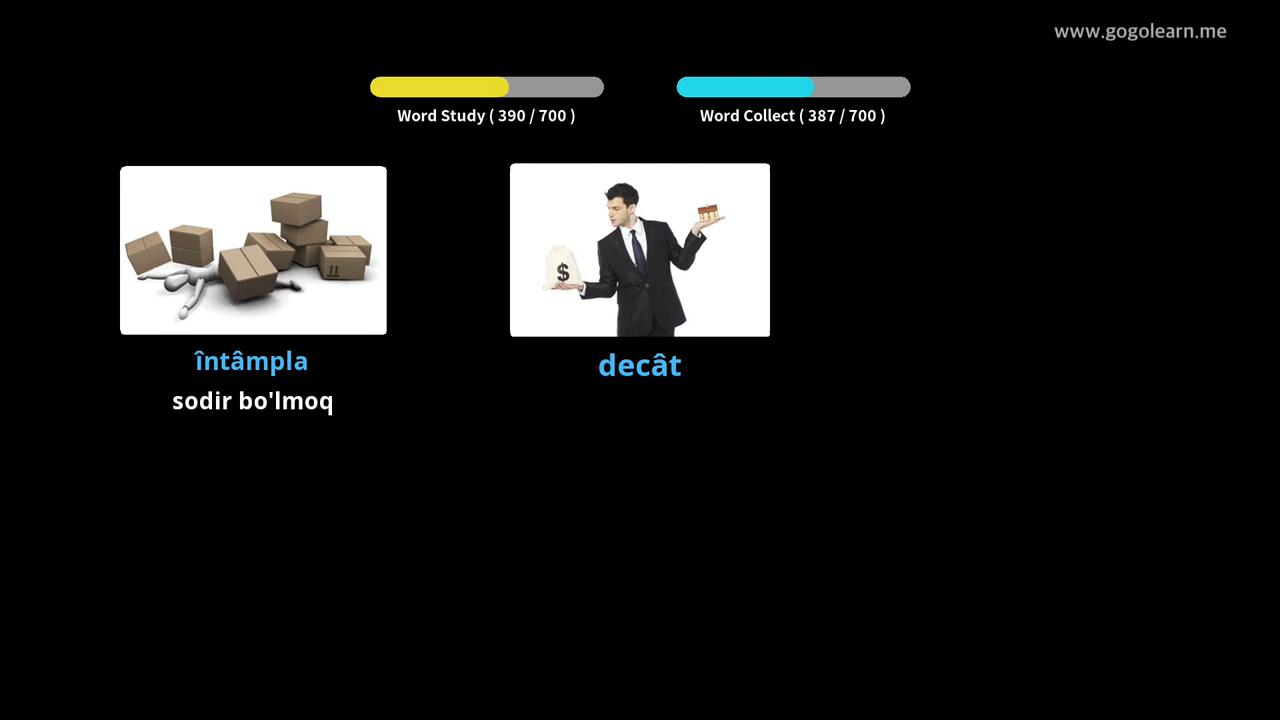 www.gogolearn.me
Word Study ( 390 / 700 )
Word Collect ( 387 / 700 )
$
întâmpla
sodir bo'lmoq
decât